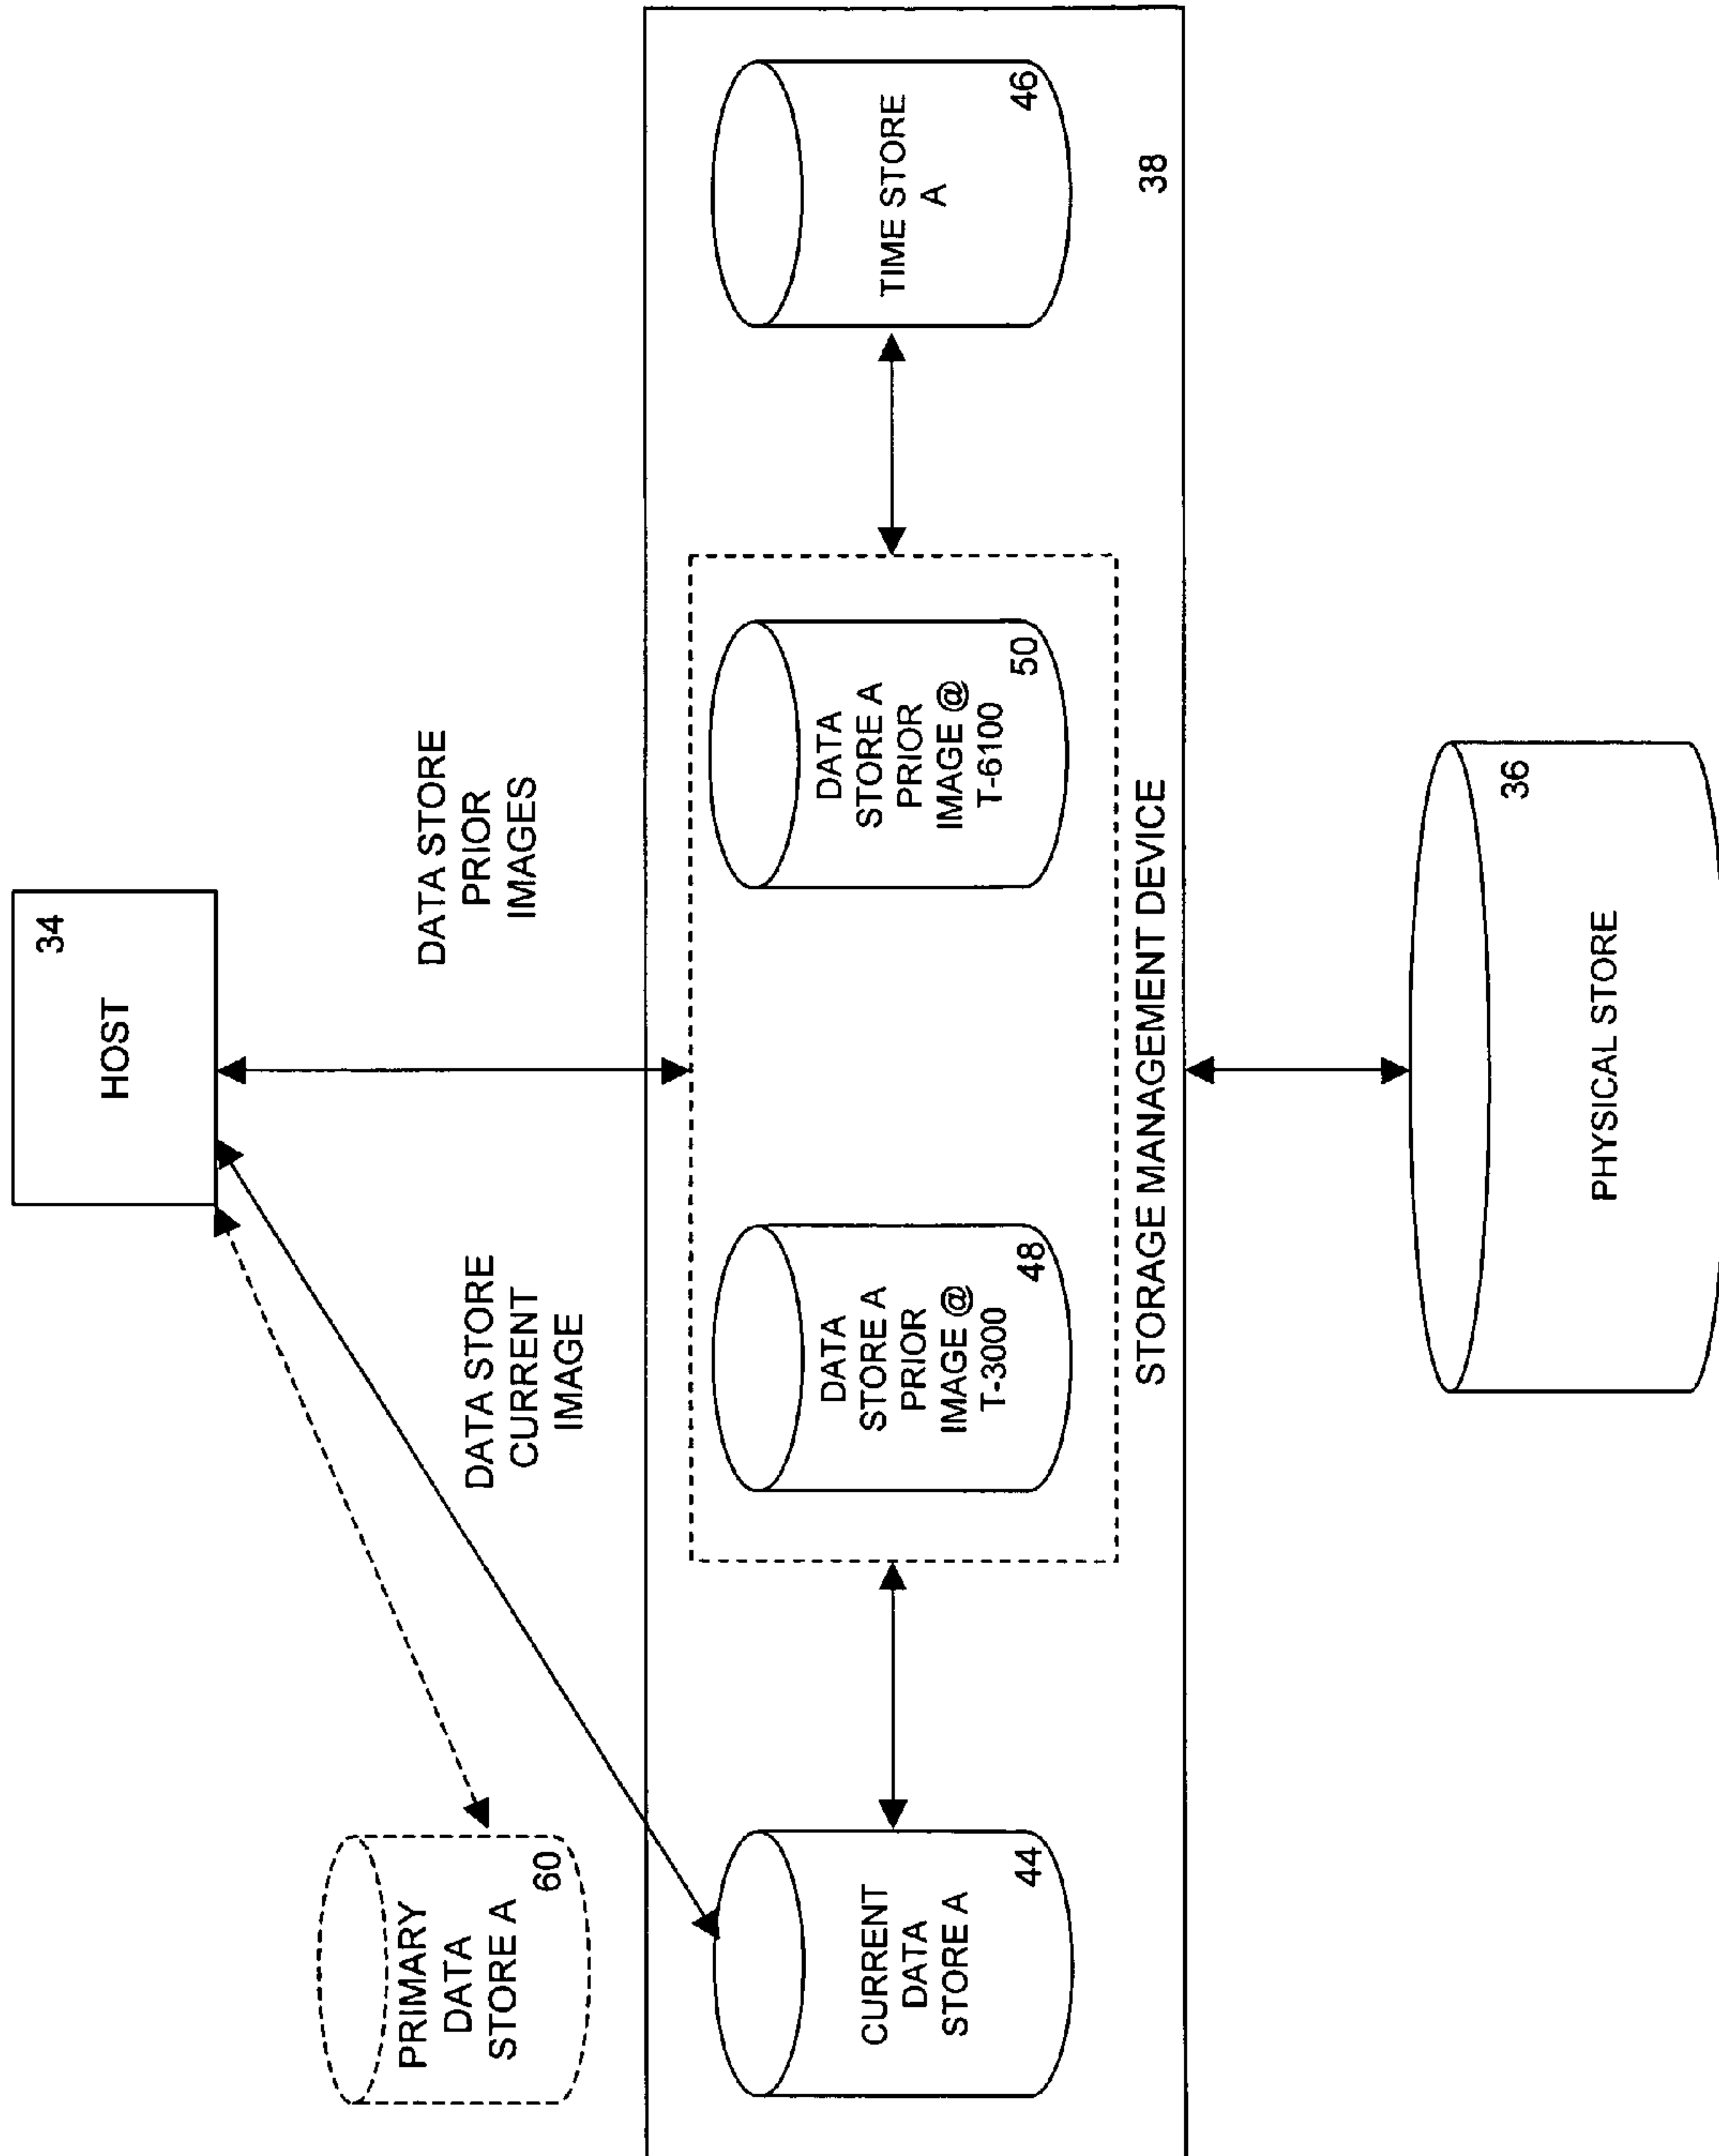 34
HOST
DATA STORE
PRIOR
IMAGES
DATA STORE
CURRENT
IMAGE
PRIMARY
DATA
STORE A
60
CURRENT
DATA
STORE A
44
DATA
STORE A
PRIOR
IMAGE @
T-3000
48
DATA
STORE A
PRIOR
IMAGE @
T-6100
50
TIME STORE
A
46
STORAGE MANAGEMENT DEVICE
38
36
PHYSICAL STORE